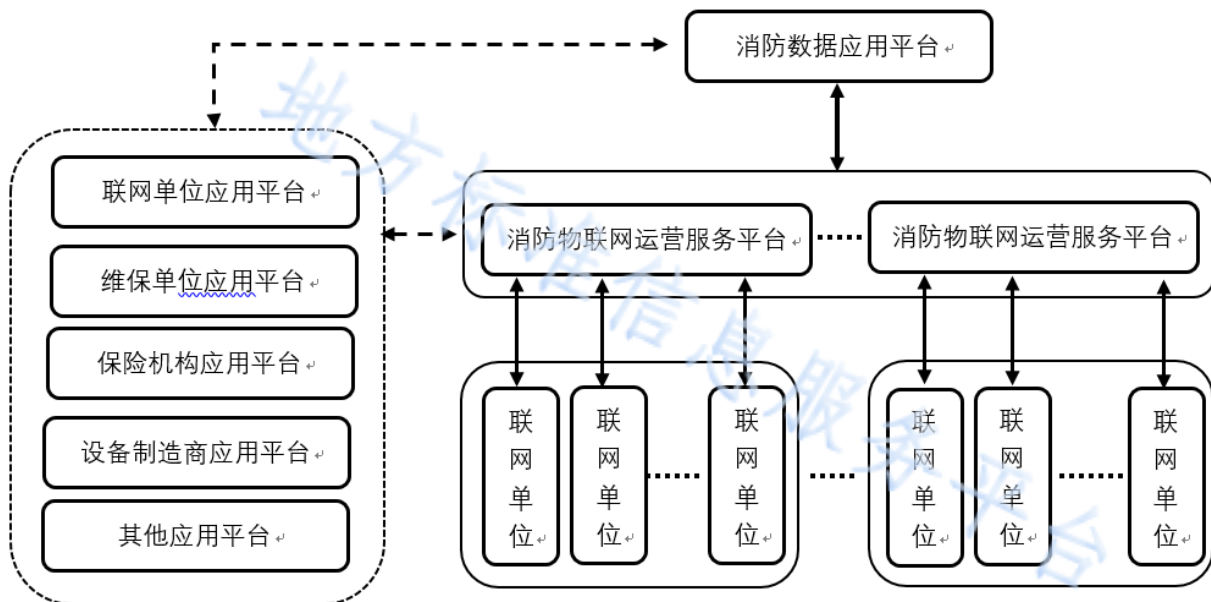 消防数据应用平台
联网单位应用平台
维保单位应用平台
保险机构应用平台
设备制造商应用平台
其他应用平台
消防物联网运营服务平台
消防物联网运营服务平台
联网单位
联网单位
联网单位
联网单位
联网单位
联网单位
地方标准信息服务平台